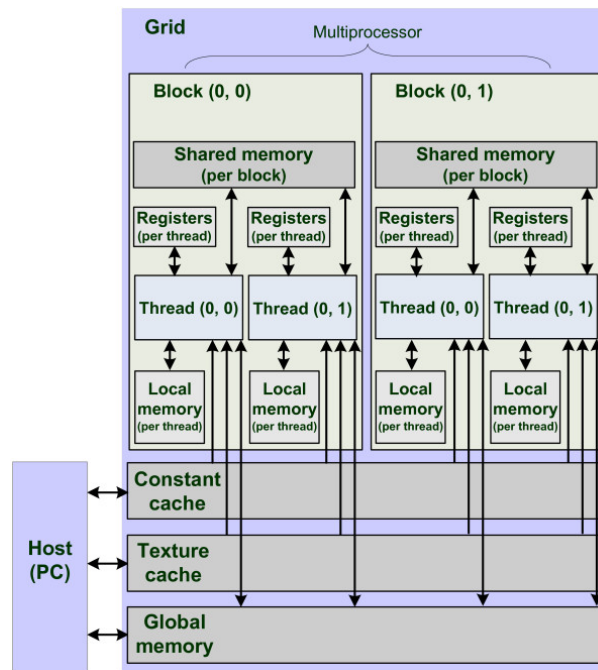 Grid
Multiprocessor
Block (0, 0)
Block (0, 1)
Shared memory
(per block)
Shared memory
(per block)
Registers
(per thread)
Registers
(per thread)
Registers
(per thread)
Registers
(per thread)
Thread (0, 0)
Thread (0, 1)
Thread (0, 0)
Thread (0, 1)
Local
memory
(per thread)
Local
memory
(per thread)
Local
memory
(per thread)
Local
memory
(per thread)
Host
(PC)
Constant
cache
Texture
cache
Global
memory